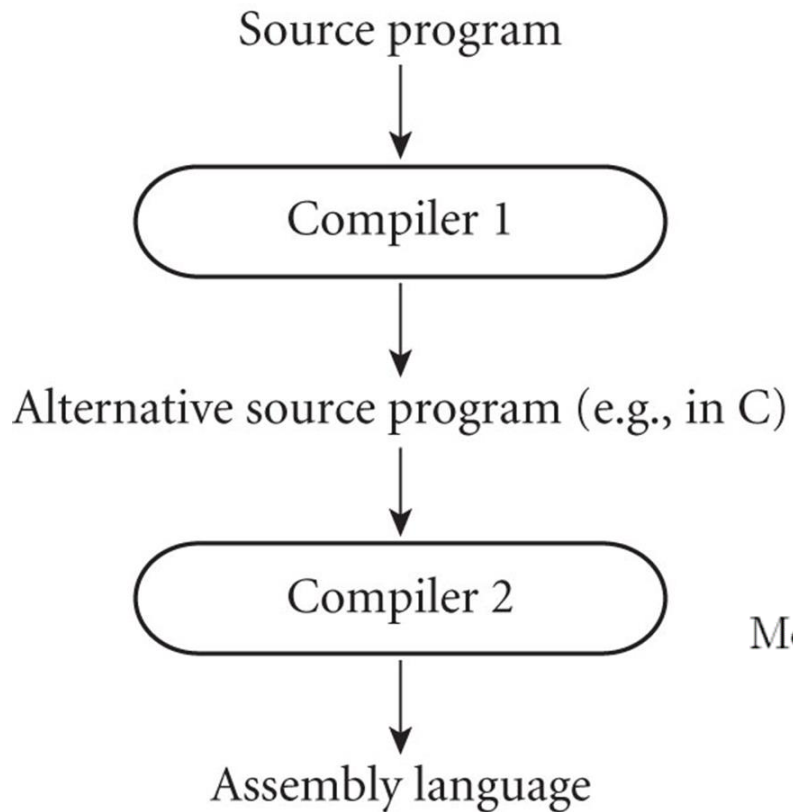 Source program
Compiler 1
Alternative source program (e.g., in C)
Compiler 2
Assembly language